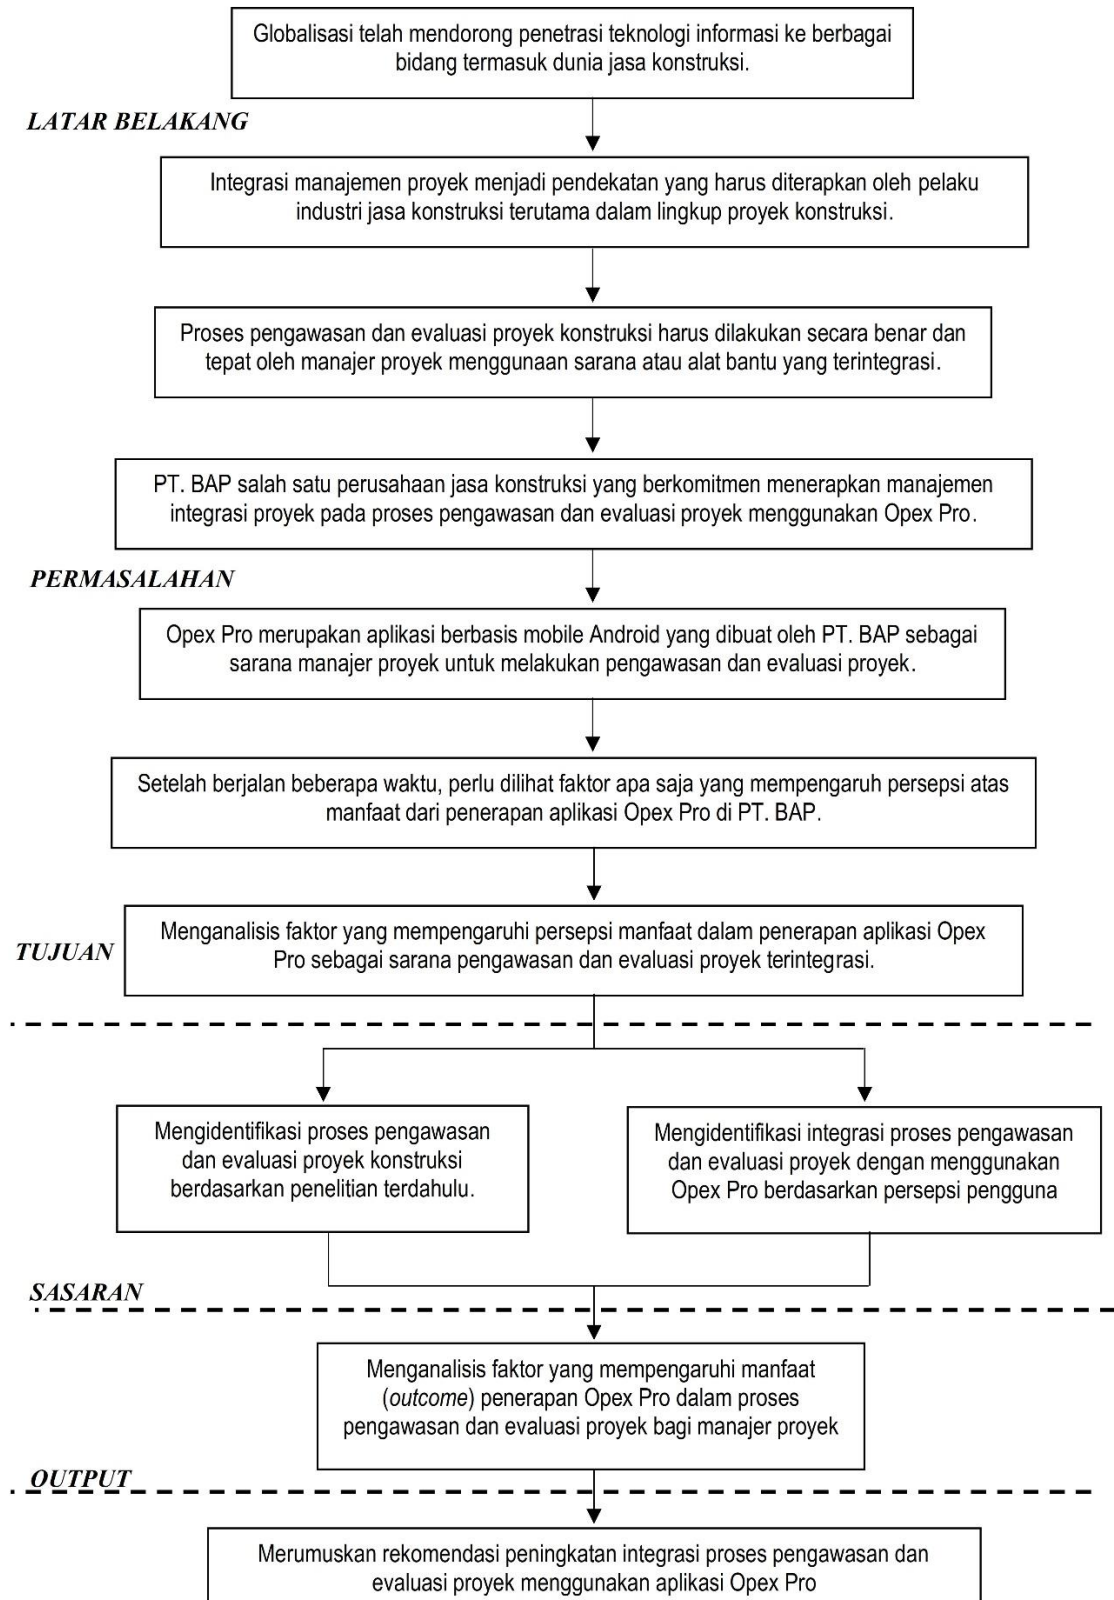 Globalisasi telah mendorong penetrasi teknologi informasi ke berbagai
bidang termasuk dunia jasa konstruksi.
LATAR BELAKANG
Integrasi manajemen proyek menjadi pendekatan yang harus diterapkan oleh pelaku
industri jasa konstruksi terutama dalam lingkup proyek konstruksi.
Proses pengawasan dan evaluasi proyek konstruksi harus dilakukan secara benar dan
tepat oleh manajer proyek menggunaan sarana atau alat bantu yang terintegrasi.
PT. BAP salah satu perusahaan jasa konstruksi yang berkomitmen menerapkan manajemen
integrasi proyek pada proses pengawasan dan evaluasi proyek menggunakan Opex Pro.
PERMASALAHAN
Opex Pro merupakan aplikasi berbasis mobile Android yang dibuat oleh PT. BAP sebagai
sarana manajer proyek untuk melakukan pengawasan dan evaluasi proyek.
Setelah berjalan beberapa waktu, perlu dilihat faktor apa saja yang mempengaruh persepsi atas
manfaat dari penerapan aplikasi Opex Pro di PT. BAP.
TUJUAN
Menganalisis faktor yang mempengaruhi persepsi manfaat dalam penerapan aplikasi Opex
Pro sebagai sarana pengawasan dan evaluasi proyek terintegrasi.
Mengidentifikasi proses pengawasan
dan evaluasi proyek konstruksi
berdasarkan penelitian terdahulu.
Mengidentifikasi integrasi proses pengawasan
dan evaluasi proyek dengan menggunakan
Opex Pro berdasarkan persepsi pengguna
SASARAN
Menganalisis faktor yang mempengaruhi manfaat
(outcome) penerapan Opex Pro dalam proses
pengawasan dan evaluasi proyek bagi manajer proyek
OUTPUT
Merumuskan rekomendasi peningkatan integrasi proses pengawasan dan
evaluasi proyek menggunakan aplikasi Opex Pro